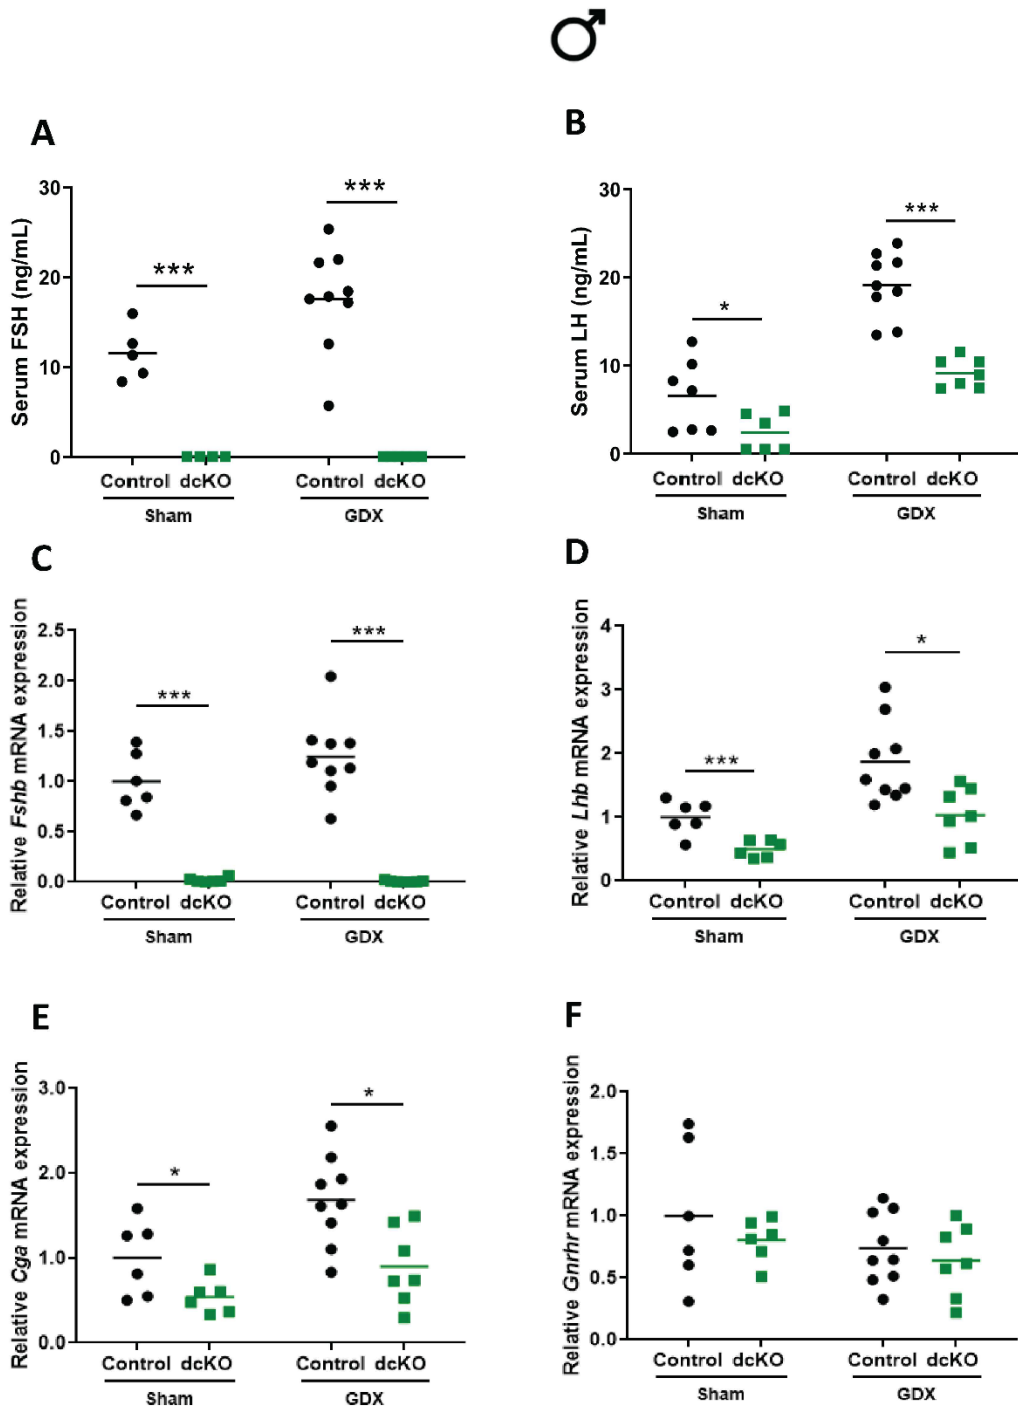 ♂
A
Serum FSH (ng/mL)
30
20
10
0
***
***
Control dcKO Control dcKO
Sham GDX
B
Serum LH (ng/mL)
30
20
10
0
*
***
Control dcKO Control dcKO
Sham GDX
C
Relative Fshb mRNA expression
2.5
2.0
1.5
1.0
0.5
0.0
***
***
Control dcKO Control dcKO
Sham GDX
D
Relative Lhb mRNA expression
4
3
2
1
0
***
*
Control dcKO Control dcKO
Sham GDX
E
Relative Cga mRNA expression
3.0
2.0
1.0
0.0
*
*
Control dcKO Control dcKO
Sham GDX
F
Relative Gnrhr mRNA expression
2.0
1.5
1.0
0.5
0.0
Control dcKO Control dcKO
Sham GDX